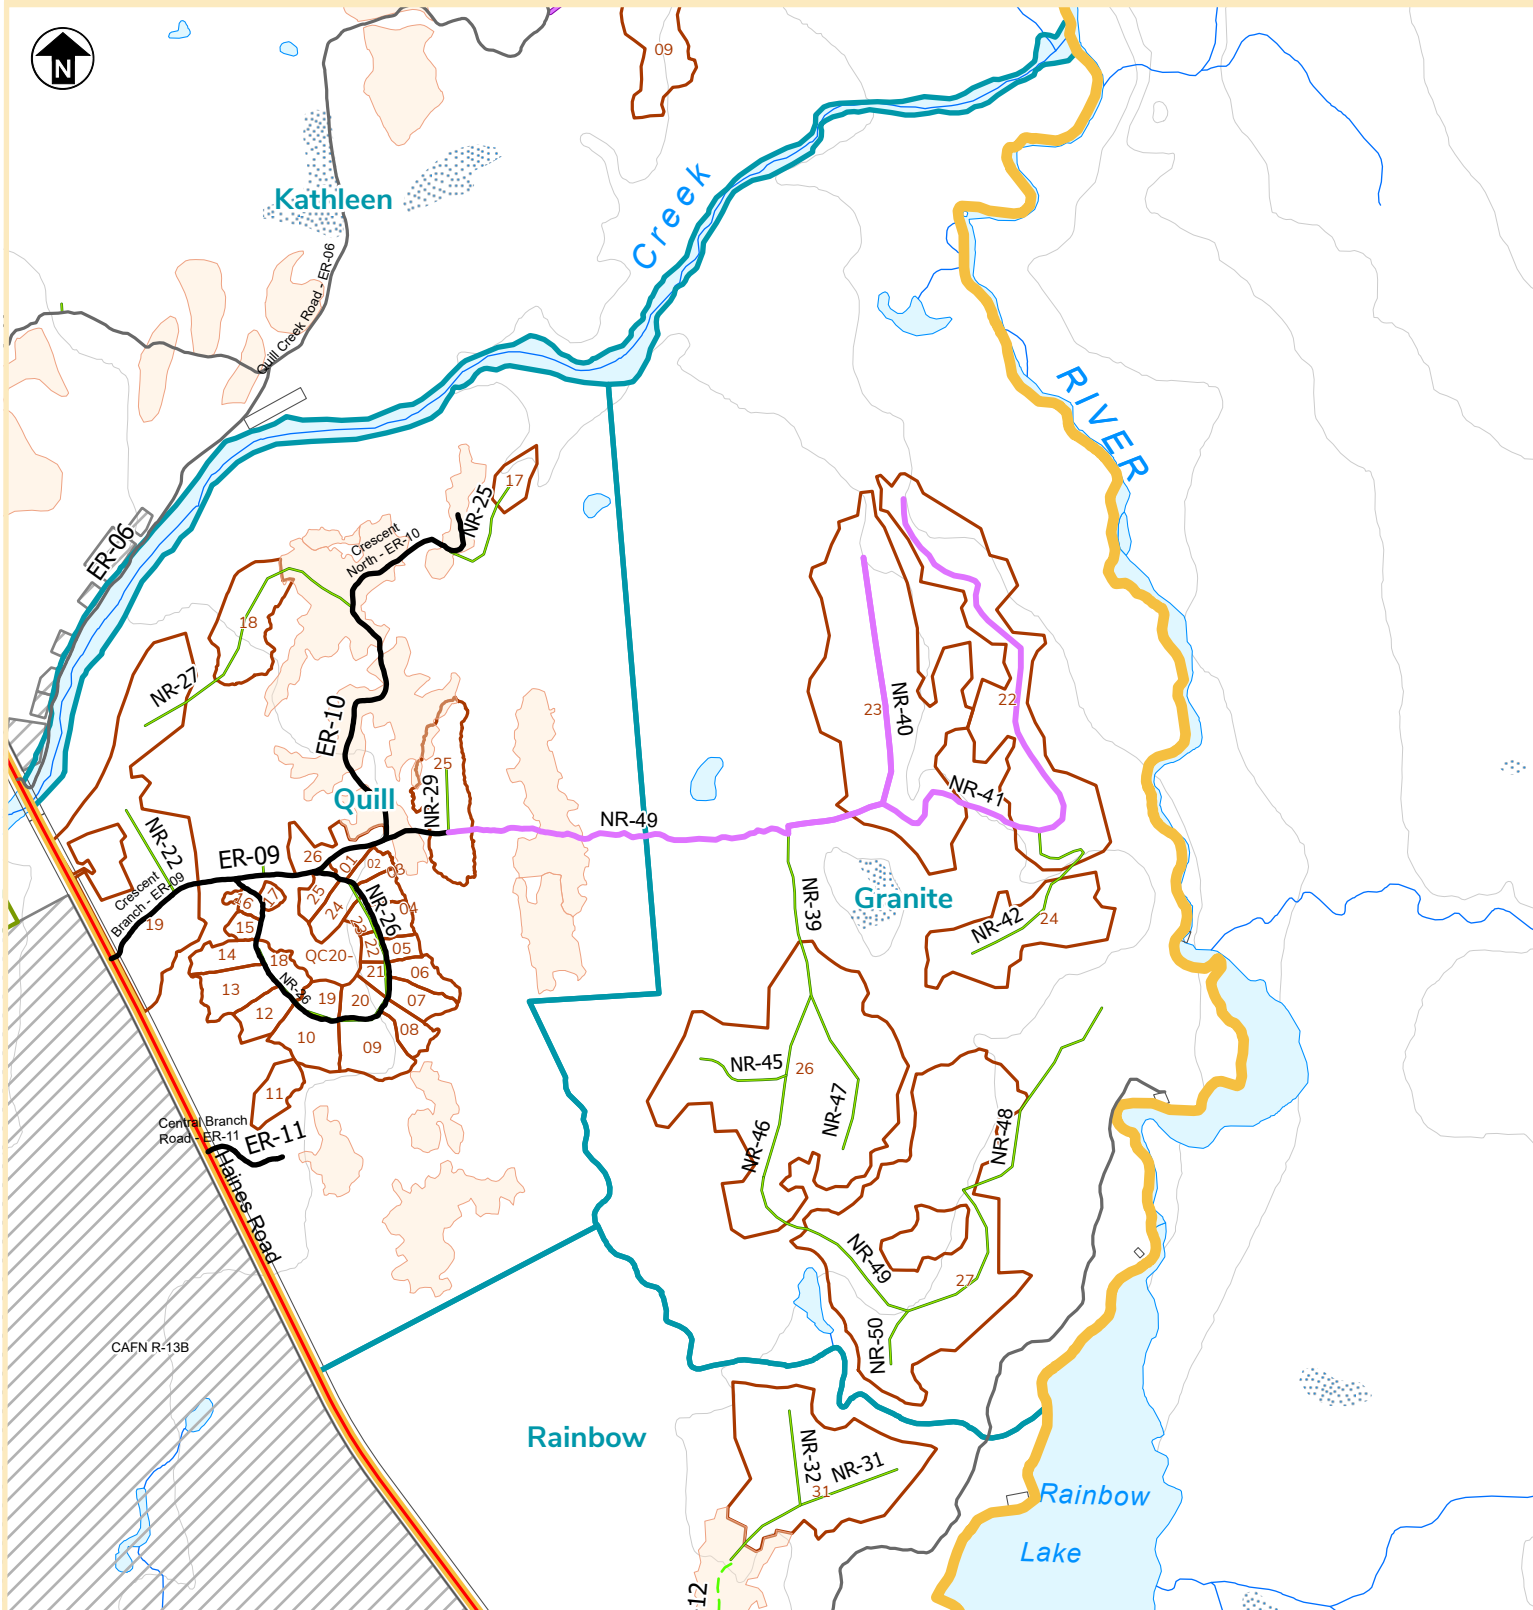 N
09
Kathleen
Creek
Quill Creek Road - ER-06
RIVER
17
NR-25
ER-06
Crescent
North - ER-10
18
NR-27
ER-10
23
NR-40
22
25
NR-29
Quill
NR-41
NR-49
NR-22
ER-09
26
01
02
03
Crescent
Branch - ER-09
19
16
17
25
24
NR-26
04
23
22
15
05
14
18
QC20-
21
06
13
NR-26
19
20
07
12
10
09
08
11
NR-39
Granite
NR-42
24
NR-45
26
NR-47
NR-46
NR-48
Central Branch
Road - ER-11
ER-11
Haines Road
NR-49
27
NR-50
CAFN R-13B
Rainbow
NR-32
NR-31
31
Rainbow
Lake
-12